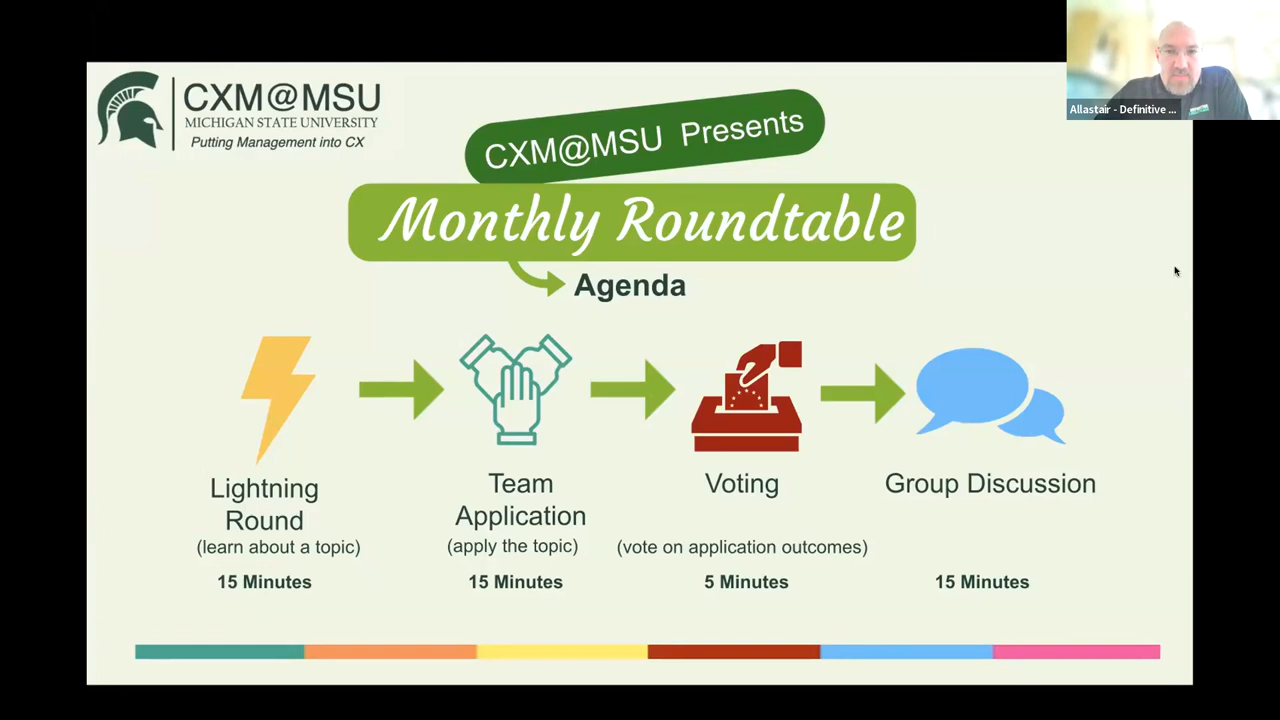 CXM@MSU
MICHIGAN STATE UNIVERSITY
Putting Management into CX
Allastair - Definitive ...
CXM@MSU Presents
Monthly Roundtable
Agenda
Lightning
Round
(learn about a topic)
15 Minutes
Team
Application
(apply the topic)
15 Minutes
Voting
(vote on application outcomes)
5 Minutes
Group Discussion
15 Minutes